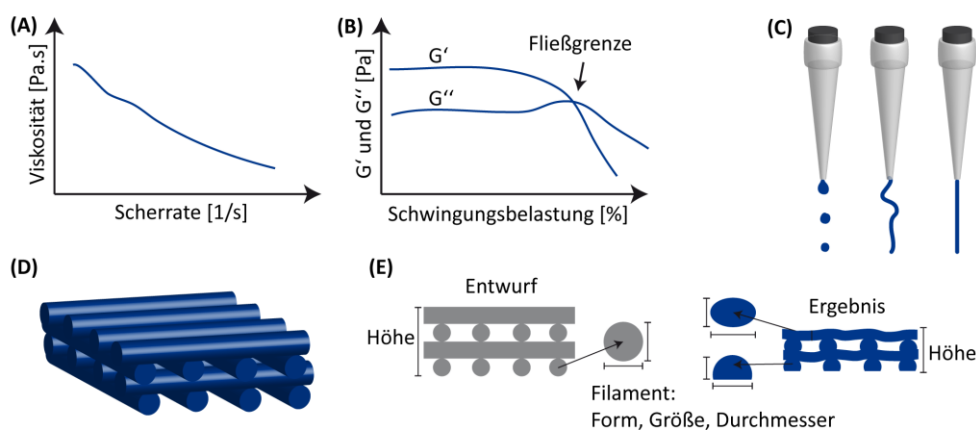 (A)
Viskosität [Pa.s]
Scherrate [1/s]
(B)
G‘ und G‘‘ [Pa]
G‘
G‘‘
Fließgrenze
Schwingungsbelastung [%]
(C)
(D)
(E)
Entwurf
Höhe
Filament:
Form, Größe, Durchmesser
Ergebnis
Höhe